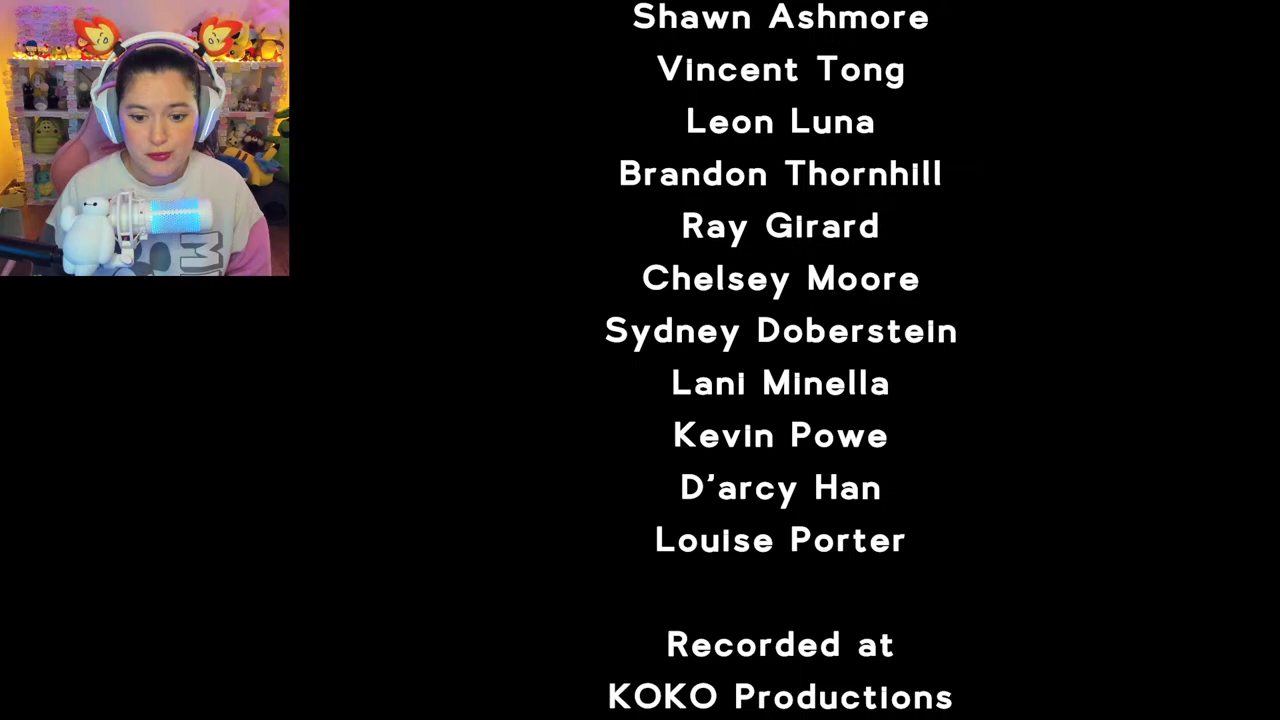 Shawn Ashmore
Vincent Tong
Leon Luna
Brandon Thornhill
Ray Girard
Chelsey Moore
Sydney Doberstein
Lani Minella
Kevin Powe
D'arcy Han
Louise Porter
Recorded at
KOKO Productions